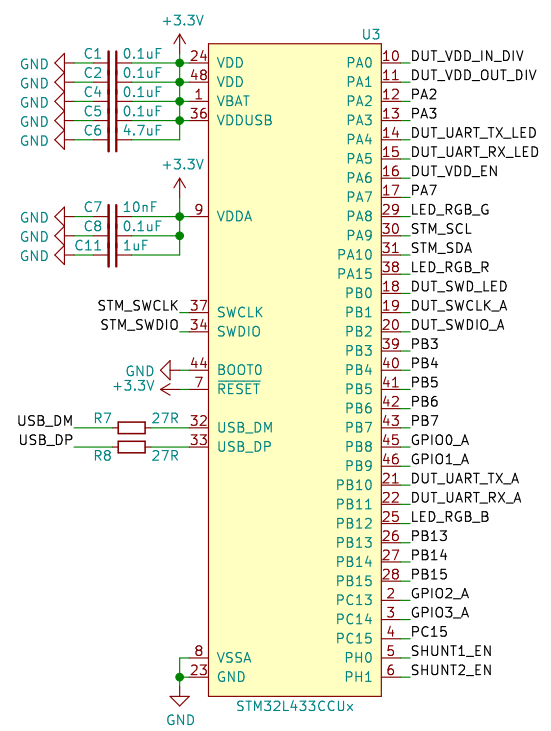 +3.3V
U3
GND C1 0.1uF 24 VDD PA0 10 DUT_VDD_IN_DIV
GND C2 0.1uF 48 VDD PA1 11 DUT_VDD_OUT_DIV
GND C4 0.1uF 1 VBAT PA2 12 PA2
GND C5 0.1uF 36 VDDUSB PA3 13 PA3
GND C6 4.7uF PA4 14 DUT_UART_TX_LED
PA5 15 DUT_UART_RX_LED
+3.3V PA6 16 DUT_VDD_EN
PA7 17 PA7
GND C7 10nF 9 VDDA PA8 29 LED_RGB_G
GND C8 0.1uF PA9 30 STM_SCL
GND C11 1uF PA10 31 STM_SDA
PA15 38 LED_RGB_R
PB0 18 DUT_SWD_LED
STM_SWCLK 37 SWCLK PB1 19 DUT_SWCLK_A
STM_SWDIO 34 SWDIO PB2 20 DUT_SWDIO_A
PB3 39 PB3
GND 44 BOOT0 PB4 40 PB4
+3.3V 7 RESET PB5 41 PB5
PB6 42 PB6
USB_DM R7 27R 32 USB_DM PB7 43 PB7
USB_DP R8 27R 33 USB_DP PB8 45 GPIO0_A
PB9 46 GPIO1_A
PB10 21 DUT_UART_TX_A
PB11 22 DUT_UART_RX_A
PB12 25 LED_RGB_B
PB13 26 PB13
PB14 27 PB14
PB15 28 PB15
PC13 2 GPIO2_A
PC14 3 GPIO3_A
PC15 4 PC15
8 VSSA PH0 5 SHUNT1_EN
23 GND PH1 6 SHUNT2_EN
GND
STM32L433CCUx